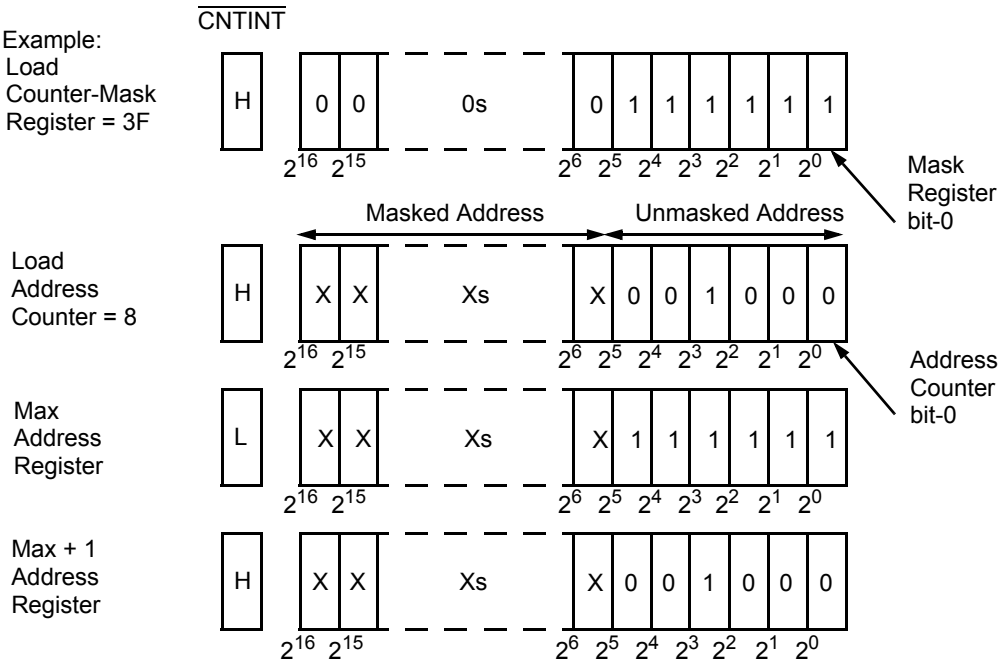 CNTINT
Example:
Load
Counter-Mask
Register = 3F
H 0 0 0s 0 1 1 1 1 1 1
2^16 2^15 2^6 2^5 2^4 2^3 2^2 2^1 2^0
Mask
Register
bit-0
Masked Address Unmasked Address
Load
Address
Counter = 8
H X X Xs X 0 0 1 0 0 0
2^16 2^15 2^6 2^5 2^4 2^3 2^2 2^1 2^0
Address
Counter
bit-0
Max
Address
Register
L X X Xs X 1 1 1 1 1 1
2^16 2^15 2^6 2^5 2^4 2^3 2^2 2^1 2^0
Max + 1
Address
Register
H X X Xs X 0 0 1 0 0 0
2^16 2^15 2^6 2^5 2^4 2^3 2^2 2^1 2^0